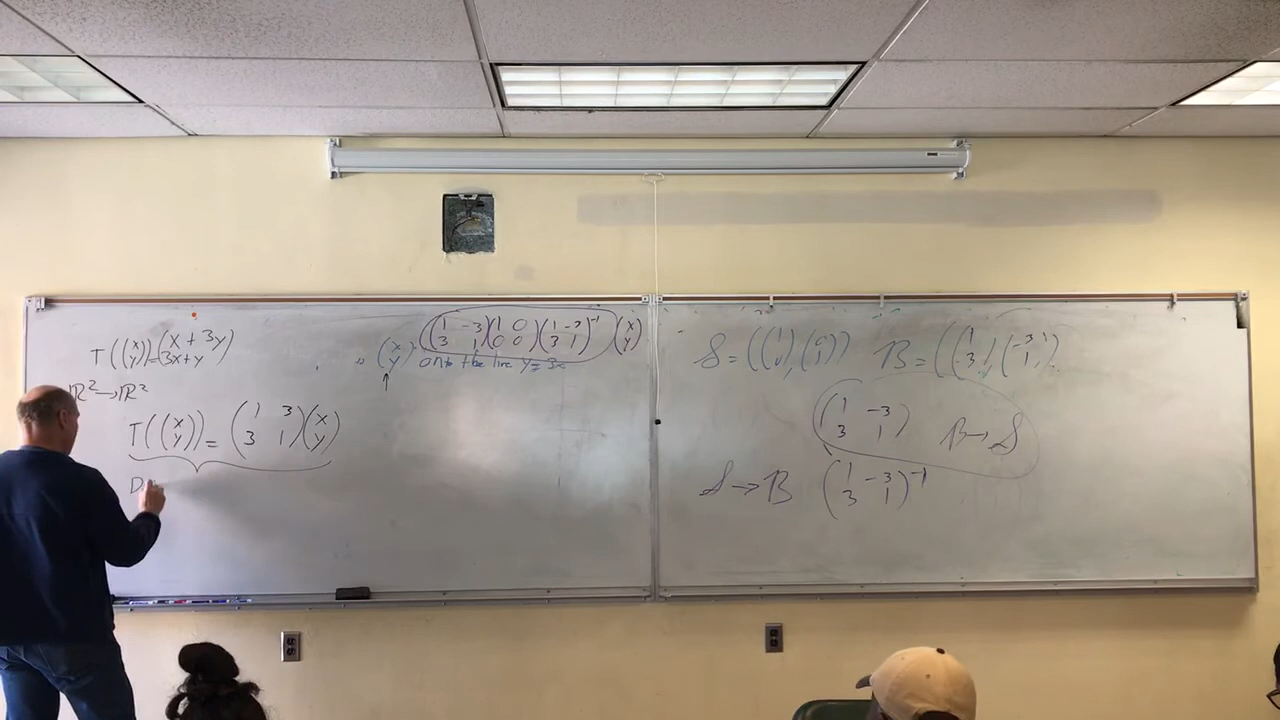 T((x y)) = (x + 3y 3x + y)
ℝ² → ℝ²
T((x y)) = (1 3 3 1)(x y)
D
(x y) ((1 -3 3 1)(1 0 0 0)(1 -3 3 1)⁻¹)(x y)
onto the line y = 3x
↑
S = ((1 0), (0 1)) B = ((1 3), (-3 1))
(1 -3 3 1) B → S
S → B (1 -3 3 1)⁻¹